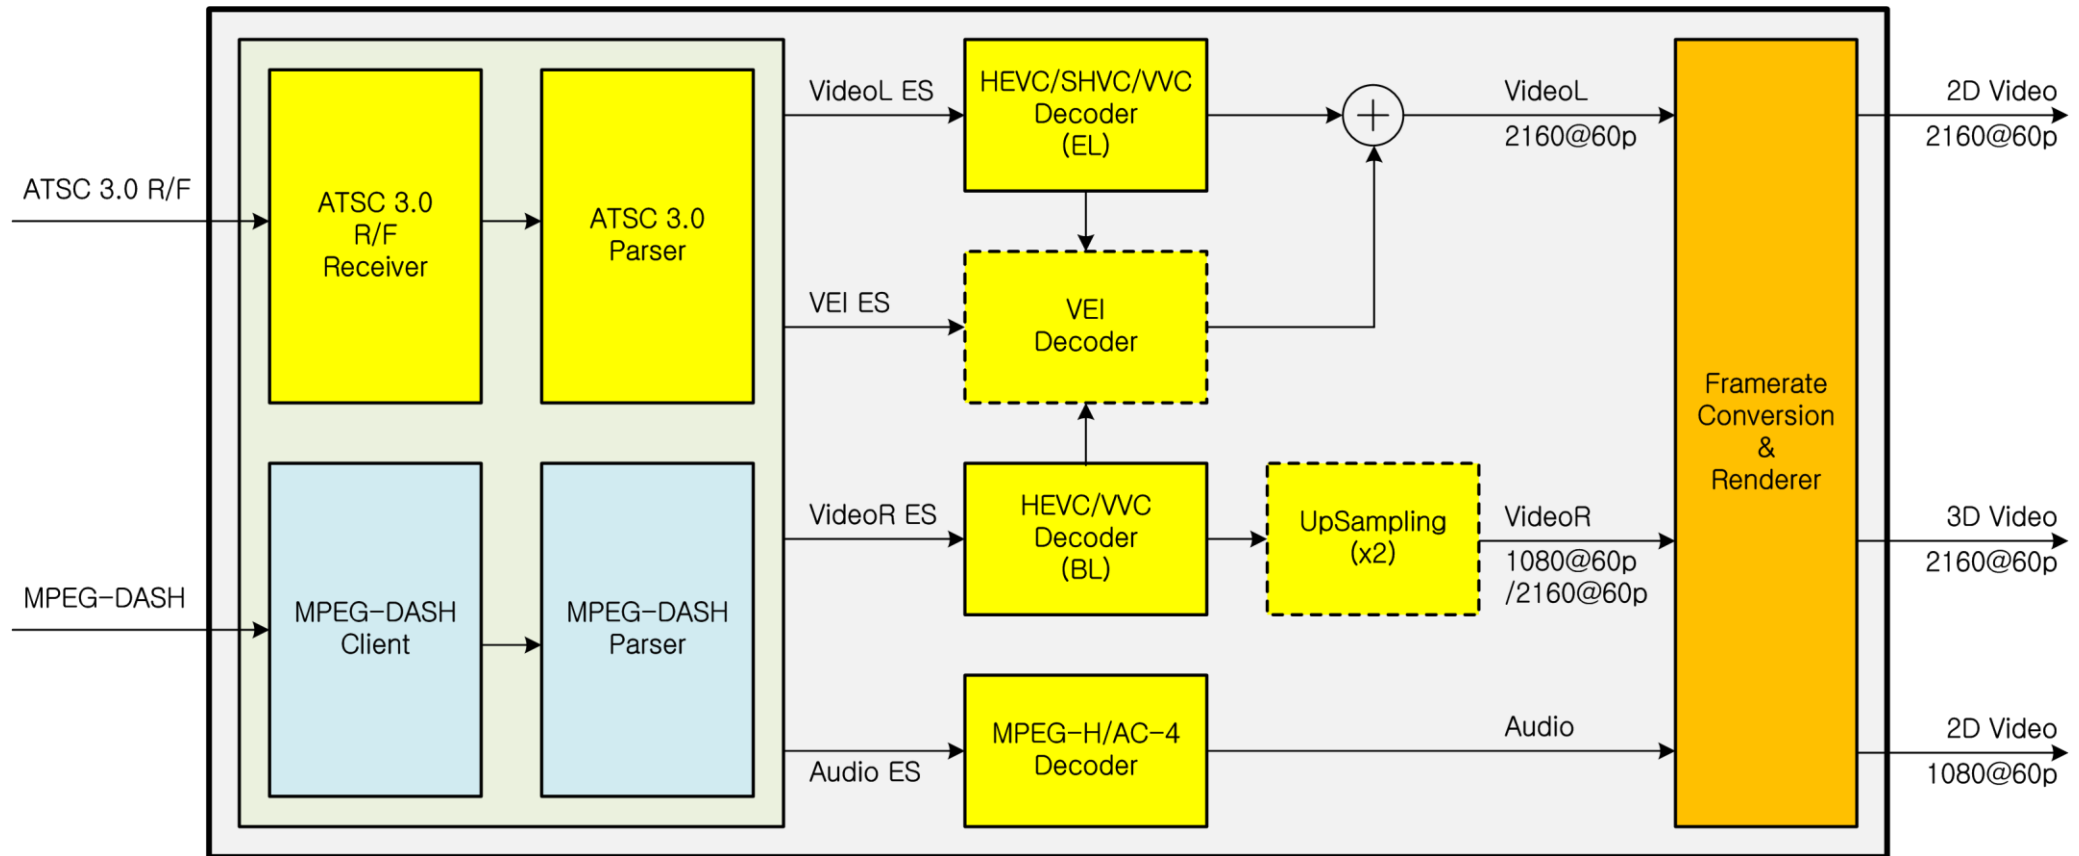 ATSC 3.0 R/F
MPEG-DASH
ATSC 3.0
R/F
Receiver
ATSC 3.0
Parser
MPEG-DASH
Client
MPEG-DASH
Parser
VideoL ES
VEI ES
VideoR ES
Audio ES
HEVC/SHVC/VVC
Decoder
(EL)
VEI
Decoder
HEVC/VVC
Decoder
(BL)
UpSampling
(x2)
MPEG-H/AC-4
Decoder
VideoL
2160@60p
VideoR
1080@60p
/2160@60p
Audio
Framerate
Conversion
&
Renderer
2D Video
2160@60p
3D Video
2160@60p
2D Video
1080@60p